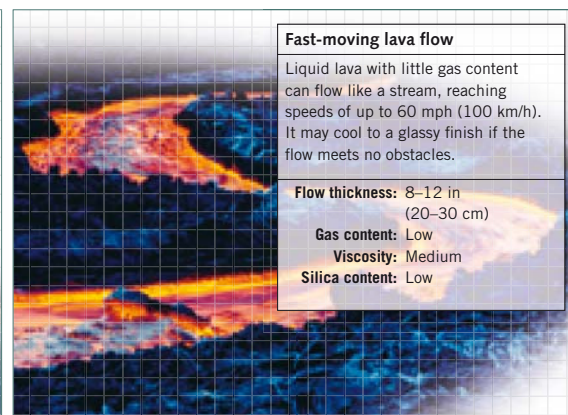 Fast-moving lava flow
Liquid lava with little gas content
can flow like a stream, reaching
speeds of up to 60 mph (100 km/h).
It may cool to a glassy finish if the
flow meets no obstacles.
Flow thickness: 8–12 in
(20–30 cm)
Gas content: Low
Viscosity: Medium
Silica content: Low